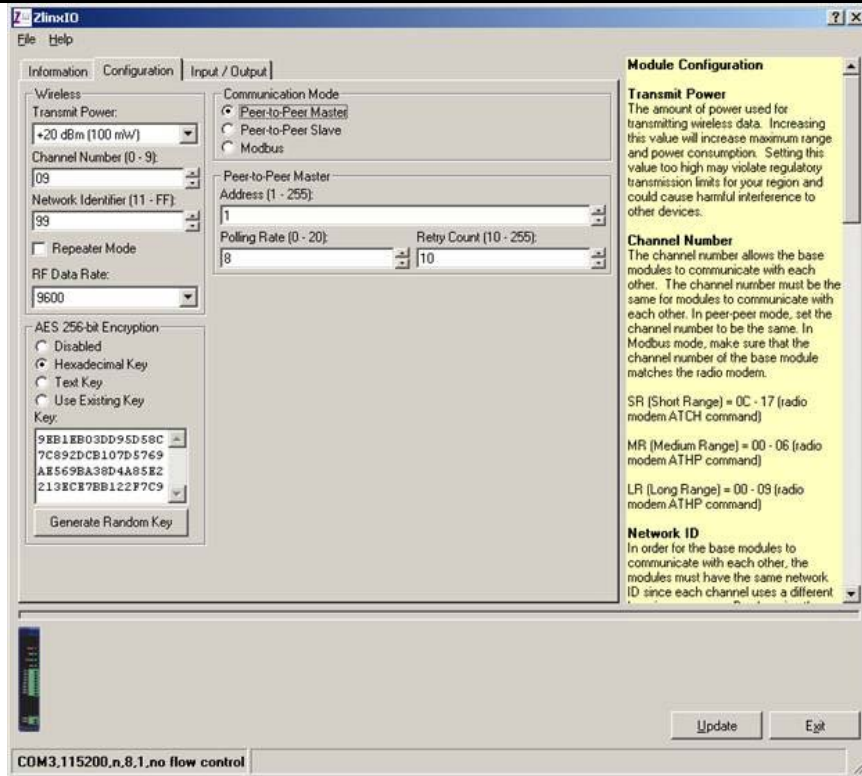 ZlinxIO
File Help
Information Configuration Input / Output
Wireless
Transmit Power:
+20 dBm (100 mW)
Channel Number (0 - 9):
09
Network Identifier (11 - FF):
99
Repeater Mode
RF Data Rate:
9600
AES 256-bit Encryption
Disabled
Hexadecimal Key
Text Key
Use Existing Key
Key:
9EB1EB03DD95D58C
7C892DCB107D5769
AE569BA38D4A85E2
213ECE7BB122F7C9
Generate Random Key
Communication Mode
Peer-to-Peer Master
Peer-to-Peer Slave
Modbus
Peer-to-Peer Master
Address (1 - 255):
1
Polling Rate (0 - 20): Retry Count (10 - 255):
8 10
Module Configuration
Transmit Power
The amount of power used for
transmitting wireless data. Increasing
this value will increase maximum range
and power consumption. Setting this
value too high may violate regulatory
transmission limits for your region and
could cause harmful interference to
other devices.
Channel Number
The channel number allows the base
modules to communicate with each
other. The channel number must be the
same for modules to communicate with
each other. In peer-peer mode, set the
channel number to be the same. In
Modbus mode, make sure that the
channel number of the base module
matches the radio modem.
SR (Short Range) = 0C - 17 (radio
modem ATCH command)
MR (Medium Range) = 00 - 06 (radio
modem ATHP command)
LR (Long Range) = 00 - 09 (radio
modem ATHP command)
Network ID
In order for the base modules to
communicate with each other, the
modules must have the same network
ID since each channel uses a different
Update Exit
COM3,115200,n,8,1,no flow control